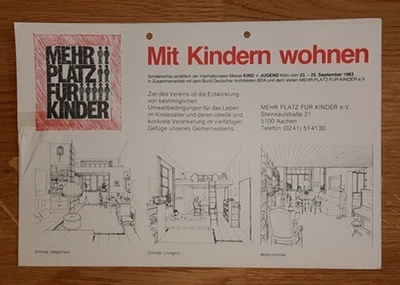 MEHR
PLATZ
FÜR
KINDER
Mit Kindern wohnen
Sonderschau anläßlich der Internationalen Messe KIND + JUGEND Köln vom 23. – 25. September 1983
in Zusammenarbeit mit dem Bund Deutscher Architekten BDA und dem Verein MEHR PLATZ FÜR KINDER e.V.
Ziel des Vereins ist die Entwicklung
von bestmöglichen
Umweltbedingungen für das Leben
im Kindesalter und deren ideelle und
konkrete Verankerung im vielfältigen
Gefüge unseres Gemeinwesens.
MEHR PLATZ FÜR KINDER e.V.
Steinkaulstraße 21
5100 Aachen
Telefon (0241) 514130
Zimmer (Mädchen)
Zimmer (Jungen)
Wohnzimmer